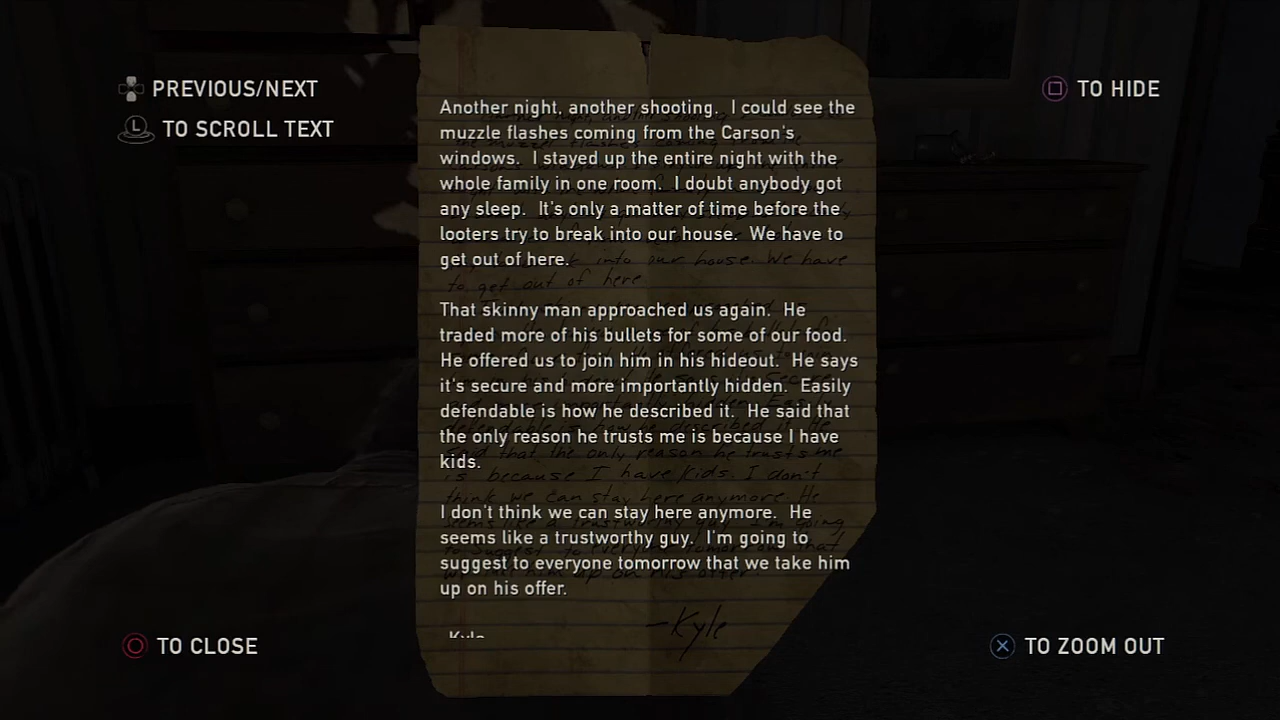 PREVIOUS/NEXT
L TO SCROLL TEXT
TO HIDE
Another night, another shooting. I could see the
muzzle flashes coming from the Carson's
windows. I stayed up the entire night with the
whole family in one room. I doubt anybody got
any sleep. It's only a matter of time before the
looters try to break into our house. We have to
get out of here.
That skinny man approached us again. He
traded more of his bullets for some of our food.
He offered us to join him in his hideout. He says
it's secure and more importantly hidden. Easily
defendable is how he described it. He said that
the only reason he trusts me is because I have
kids.
I don't think we can stay here anymore. He
seems like a trustworthy guy. I'm going to
suggest to everyone tomorrow that we take him
up on his offer.
-Kyle
TO CLOSE
TO ZOOM OUT